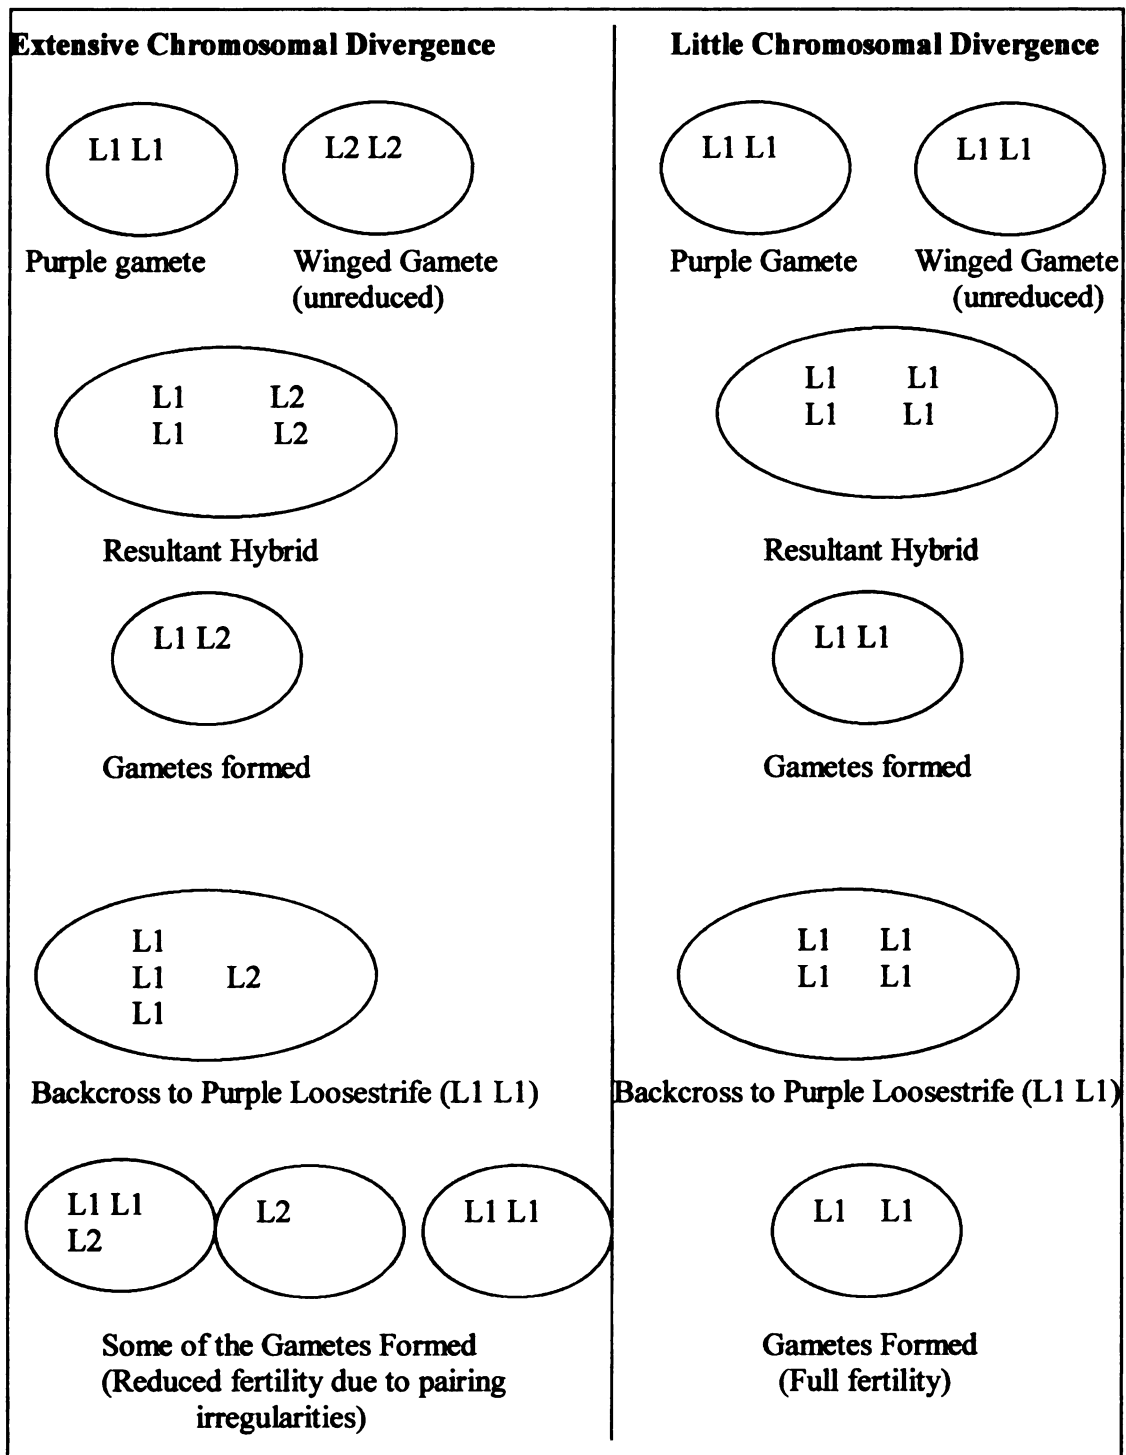 Extensive Chromosomal Divergence
L1 L1
L2 L2
Purple gamete
Winged Gamete
(unreduced)
L1 L2
L1 L2
Resultant Hybrid
L1 L2
Gametes formed
L1
L1 L2
L1
Backcross to Purple Loosestrife (L1 L1)
L1 L1
L2
L2
L1 L1
Some of the Gametes Formed
(Reduced fertility due to pairing
irregularities)
Little Chromosomal Divergence
L1 L1
L1 L1
Purple Gamete
Winged Gamete
(unreduced)
L1 L1
L1 L1
Resultant Hybrid
L1 L1
Gametes formed
L1 L1
L1 L1
Backcross to Purple Loosestrife (L1 L1)
L1 L1
Gametes Formed
(Full fertility)